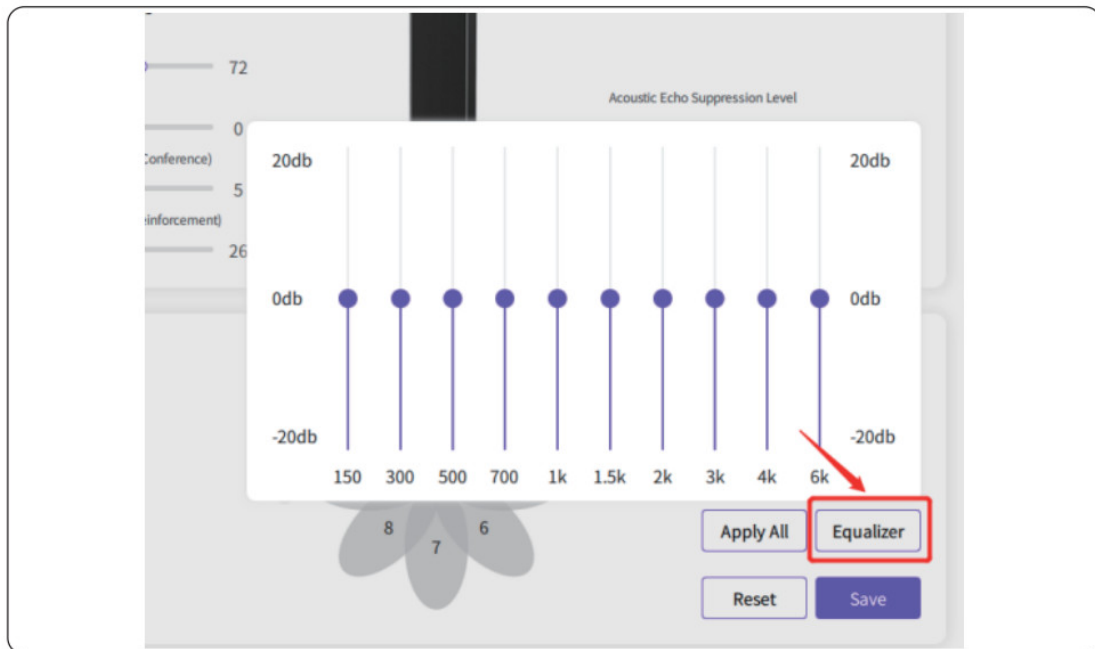 72
Acoustic Echo Suppression Level
0
Conference)
5
einforcement)
26
20db 20db
0db 0db
-20db -20db
150 300 500 700 1k 1.5k 2k 3k 4k 6k
8 7 6
Apply All Equalizer
Reset Save